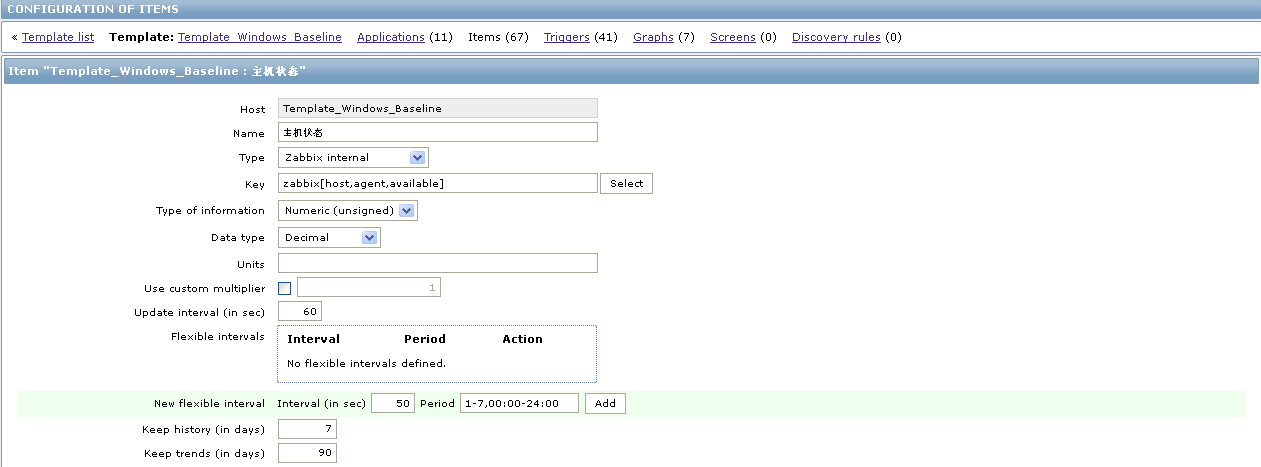 CONFIGURATION OF ITEMS
« Template list Template: Template_Windows_Baseline Applications (11) Items (67) Triggers (41) Graphs (7) Screens (0) Discovery rules (0)
Item "Template_Windows_Baseline : 主机状态"
Host Template_Windows_Baseline
Name 主机状态
Type Zabbix internal
Key zabbix[host,agent,available] Select
Type of information Numeric (unsigned)
Data type Decimal
Units
Use custom multiplier 1
Update interval (in sec) 60
Flexible intervals Interval Period Action
No flexible intervals defined.
New flexible interval Interval (in sec) 50 Period 1-7,00:00-24:00 Add
Keep history (in days) 7
Keep trends (in days) 90